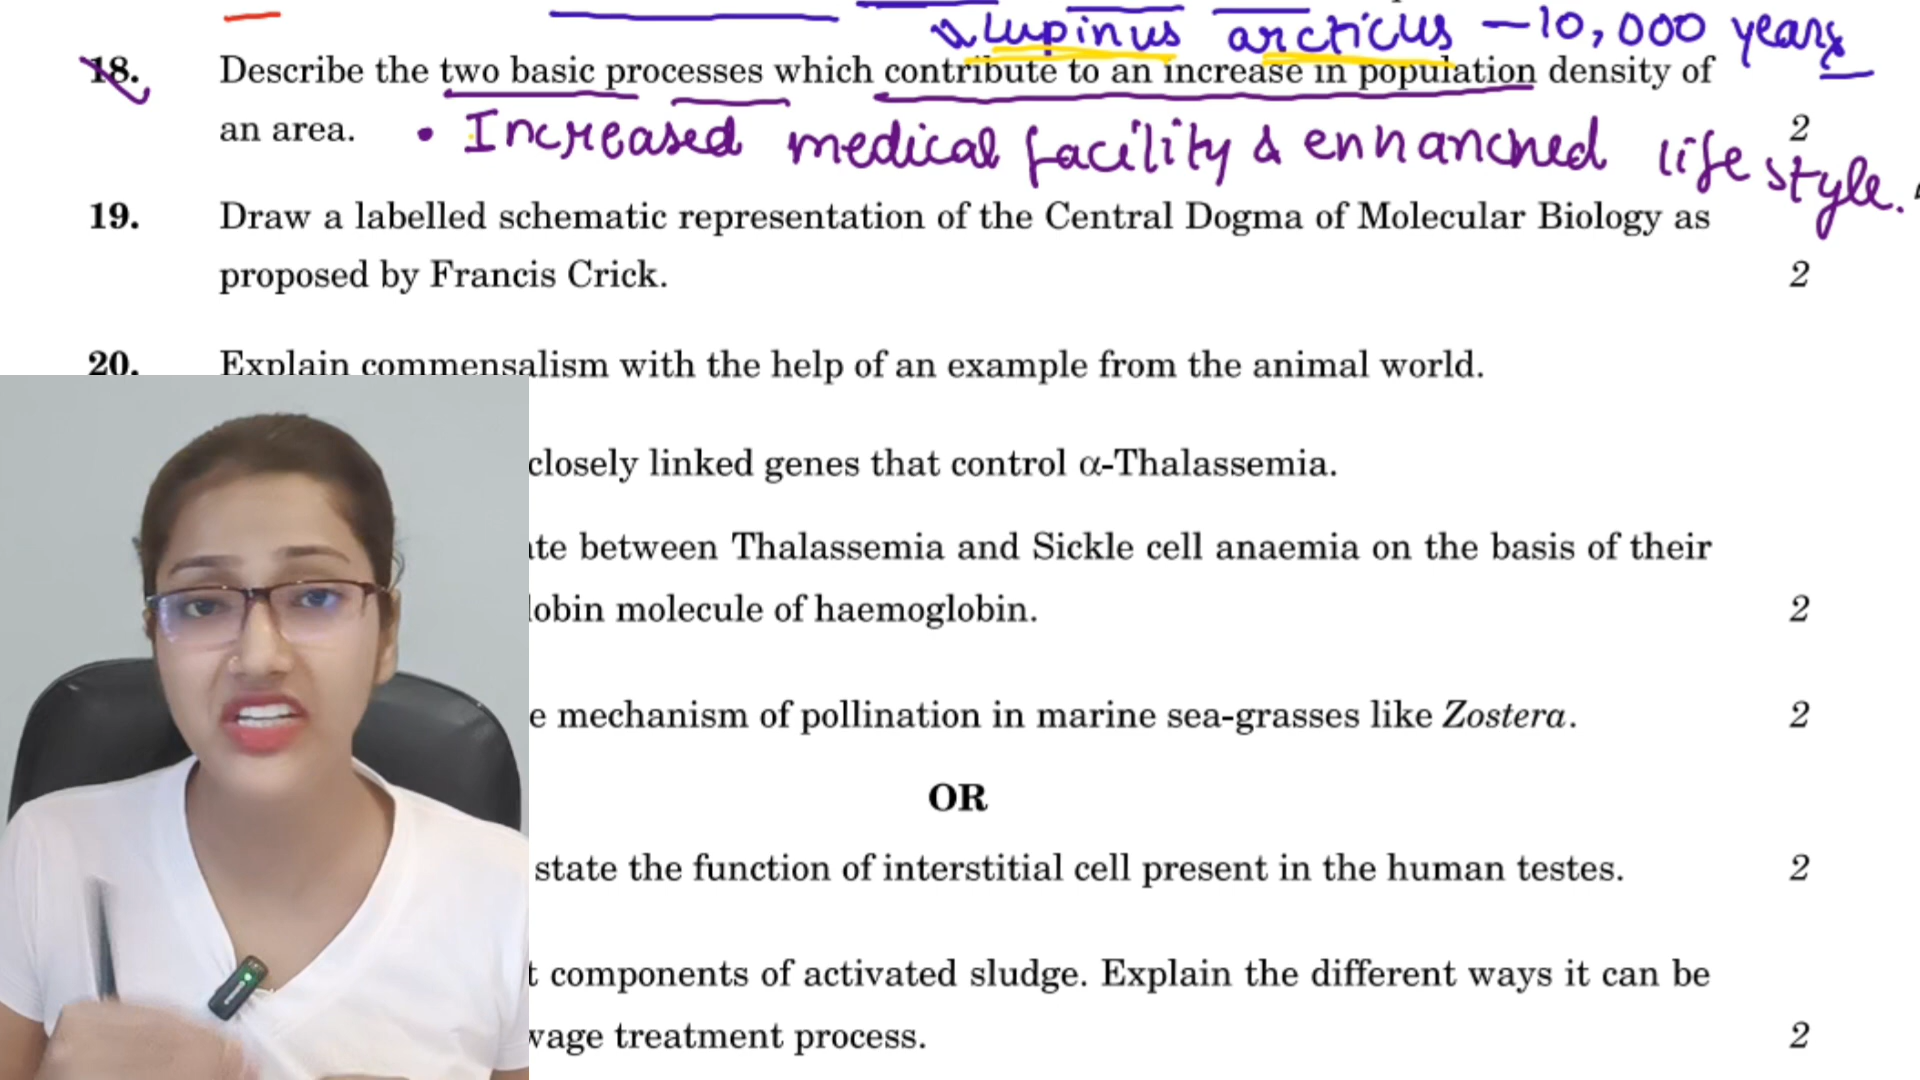 Lupinus arcticus – 10,000 years
18. Describe the two basic processes which contribute to an increase in population density of
an area. 2
• Increased medical facility & enhanched life style.
19. Draw a labelled schematic representation of the Central Dogma of Molecular Biology as
proposed by Francis Crick. 2
20. Explain commensalism with the help of an example from the animal world.
closely linked genes that control α-Thalassemia.
between Thalassemia and Sickle cell anaemia on the basis of their
molecule of haemoglobin. 2
mechanism of pollination in marine sea-grasses like Zostera. 2
OR
state the function of interstitial cell present in the human testes. 2
components of activated sludge. Explain the different ways it can be
treatment process. 2